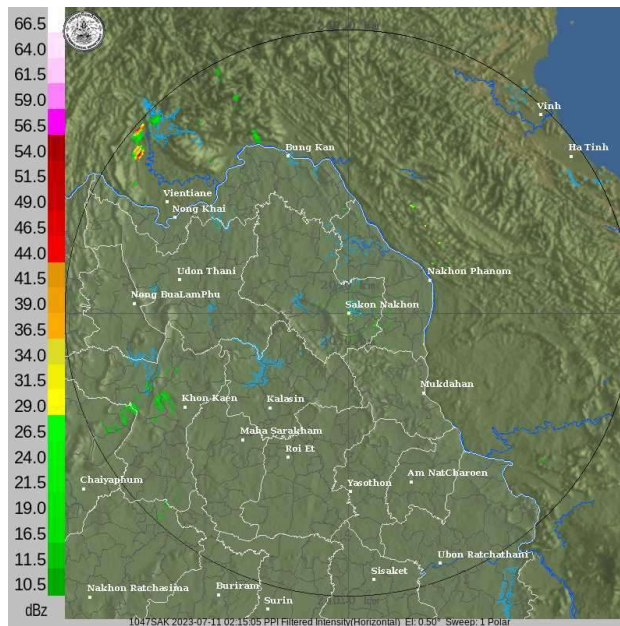 66.5
64.0
61.5
59.0
56.5
54.0
51.5
49.0
46.5
44.0
41.5
39.0
36.5
34.0
31.5
29.0
26.5
24.0
21.5
19.0
16.5
13.5
11.5
10.5
dBz
Vinh
Ha Tinh
Bung Kan
Vientiane
Nong Khai
Udon Thani
Nakhon Phanom
Nong BuaLamPhu
Sakon Nakhon
Mukdahan
Khon Kaen
Kalasin
Maha Sarakham
Roi Et
Chaiyaphum
Am NatCharoen
Yasothon
Ubon Ratchathani
Sisaket
Nakhon Ratchasima
Buriram
Surin
1047SAK 2023-07-11 02:15:05 PPI Filtered Intensity(Horizontal) El: 0.50° Sweep: 1 Polar